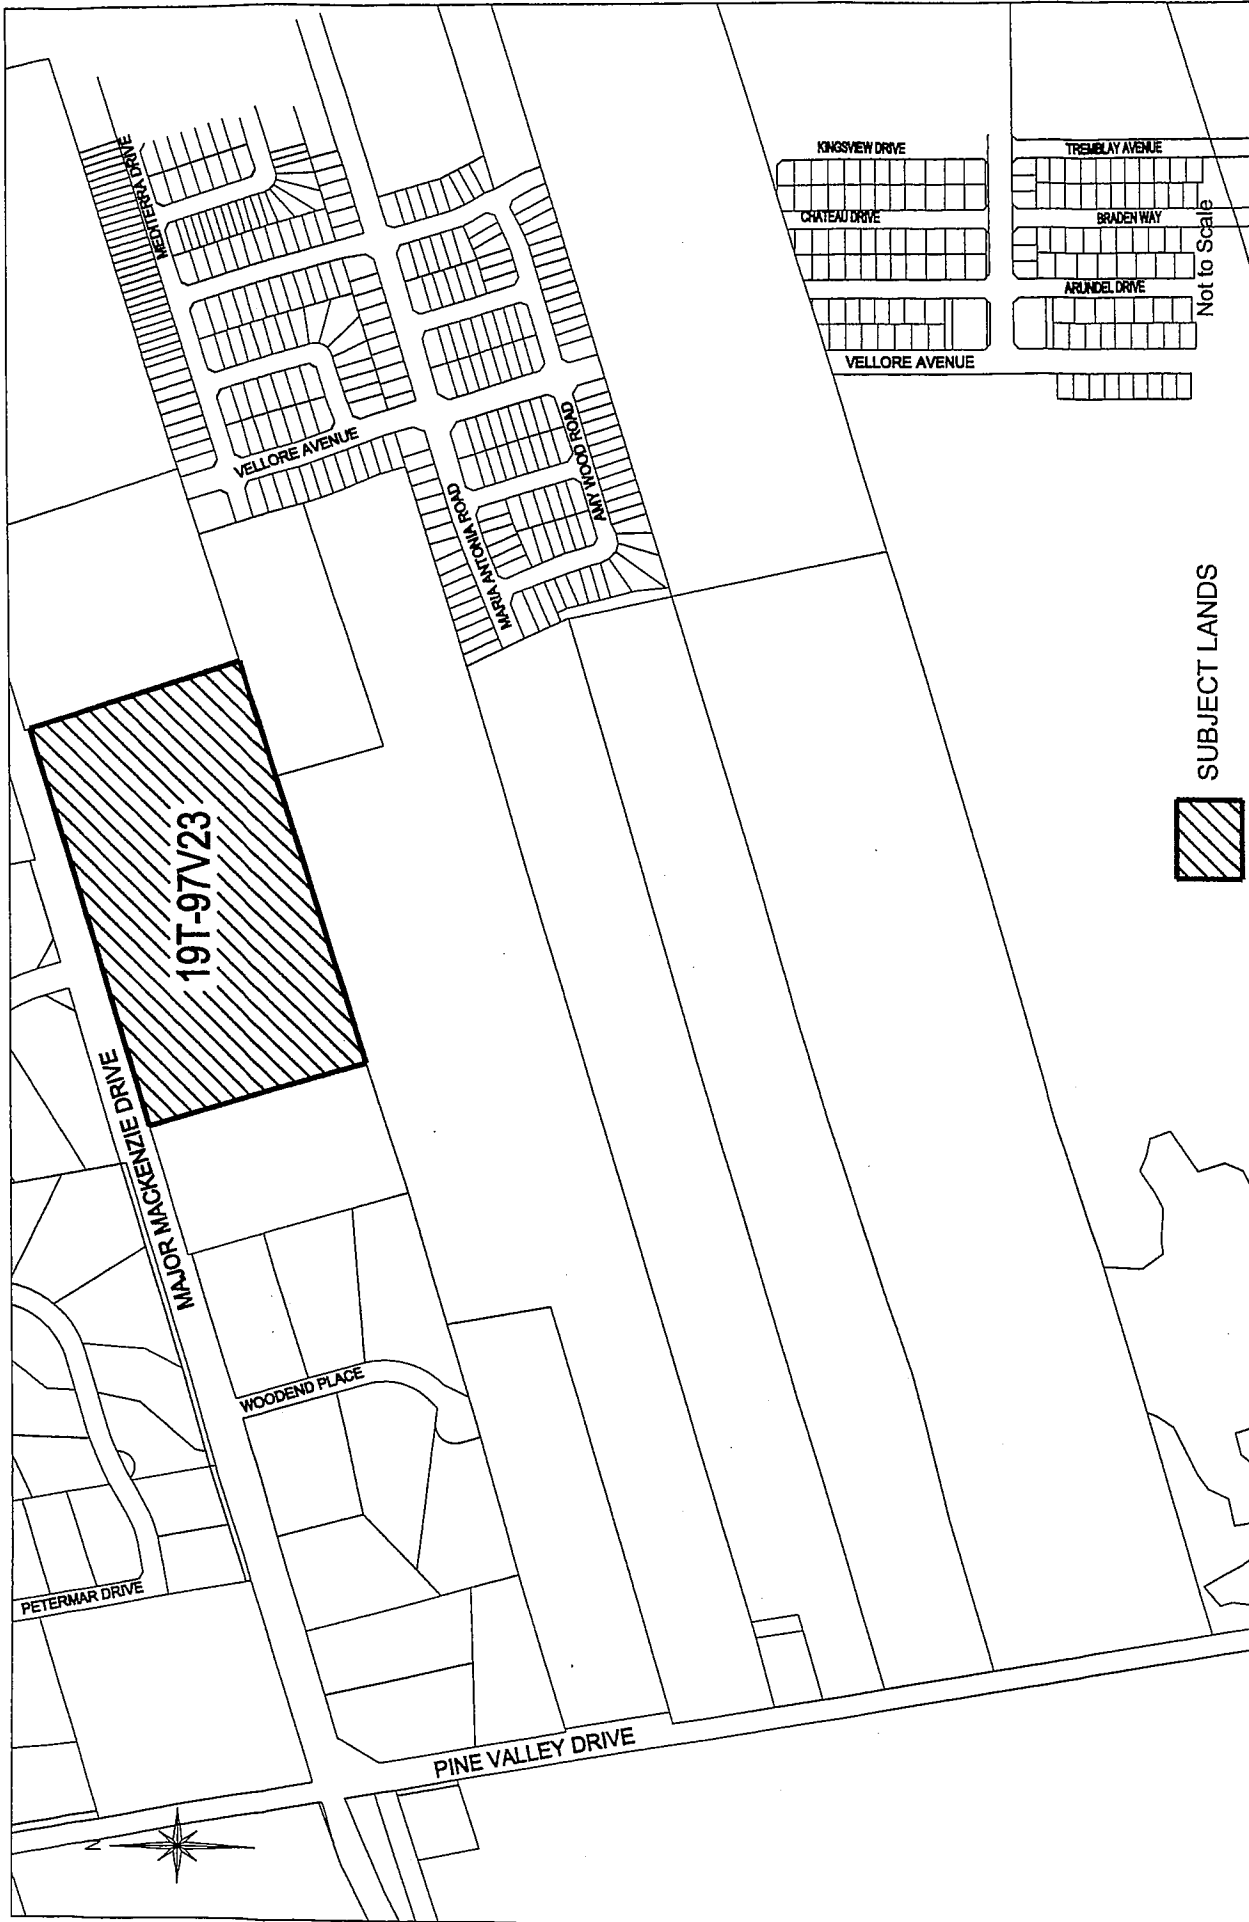 MEDITERRA DRIVE
KINGSVIEW DRIVE
TREMBLAY AVENUE
CHATEAU DRIVE
BRADEN WAY
Not to Scale
ARUNDEL DRIVE
VELLORE AVENUE
VELLORE AVENUE
AMY WOOD ROAD
MARIA ANTONIA ROAD
SUBJECT LANDS
19T-97V23
MAJOR MACKENZIE DRIVE
WOODEND PLACE
PETERMAR DRIVE
PINE VALLEY DRIVE
N